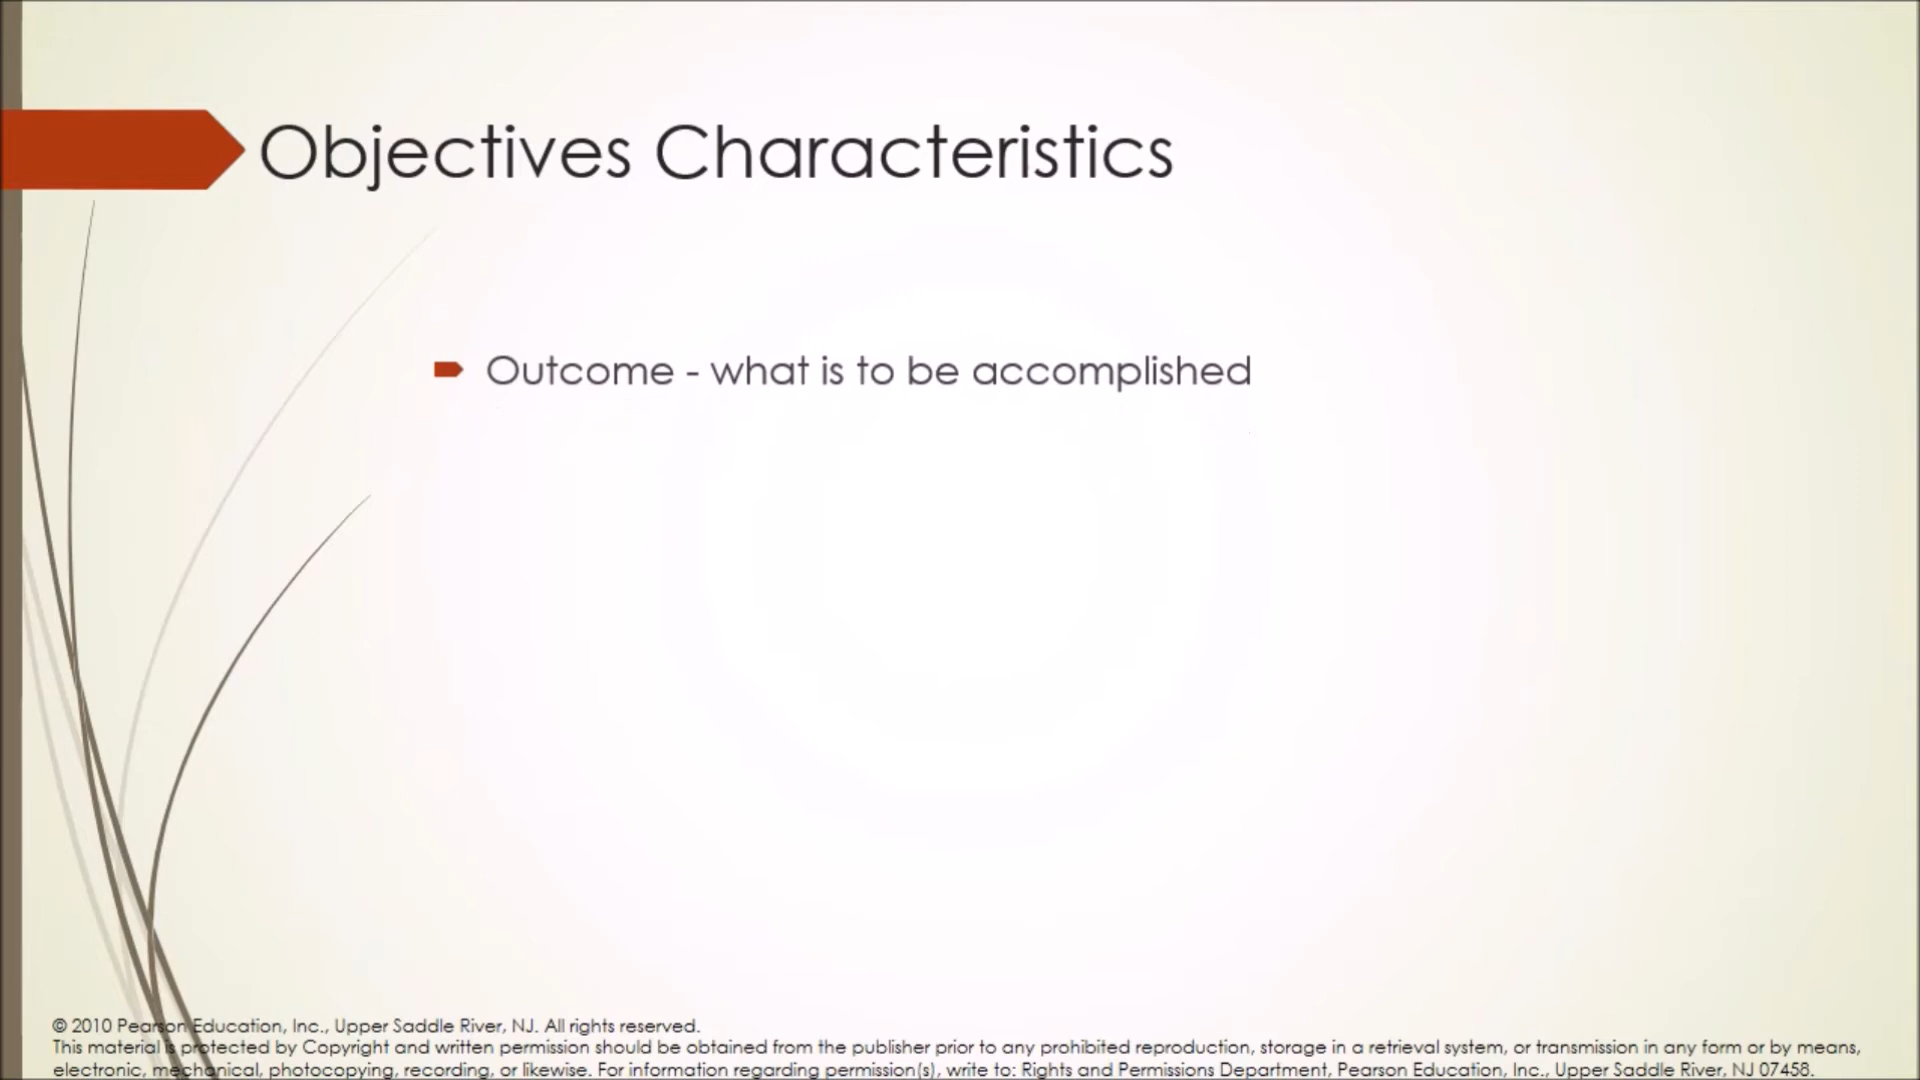 Objectives Characteristics
Outcome - what is to be accomplished
© 2010 Pearson Education, Inc., Upper Saddle River, NJ. All rights reserved.
This material is protected by Copyright and written permission should be obtained from the publisher prior to any prohibited reproduction, storage in a retrieval system, or transmission in any form or by means,
electronic, mechanical, photocopying, recording, or likewise. For information regarding permission(s), write to: Rights and Permissions Department, Pearson Education, Inc., Upper Saddle River, NJ 07458.